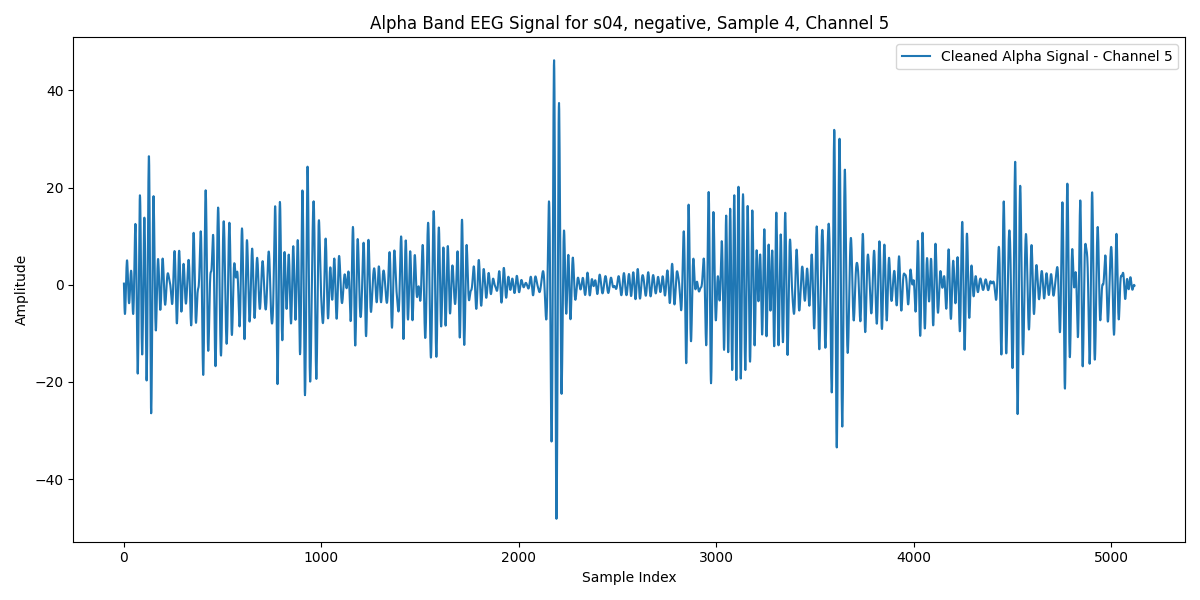 Alpha Band EEG Signal for s04, negative, Sample 4, Channel 5
Cleaned Alpha Signal - Channel 5
Amplitude
40
20
0
−20
−40
0
1000
2000
3000
4000
5000
Sample Index